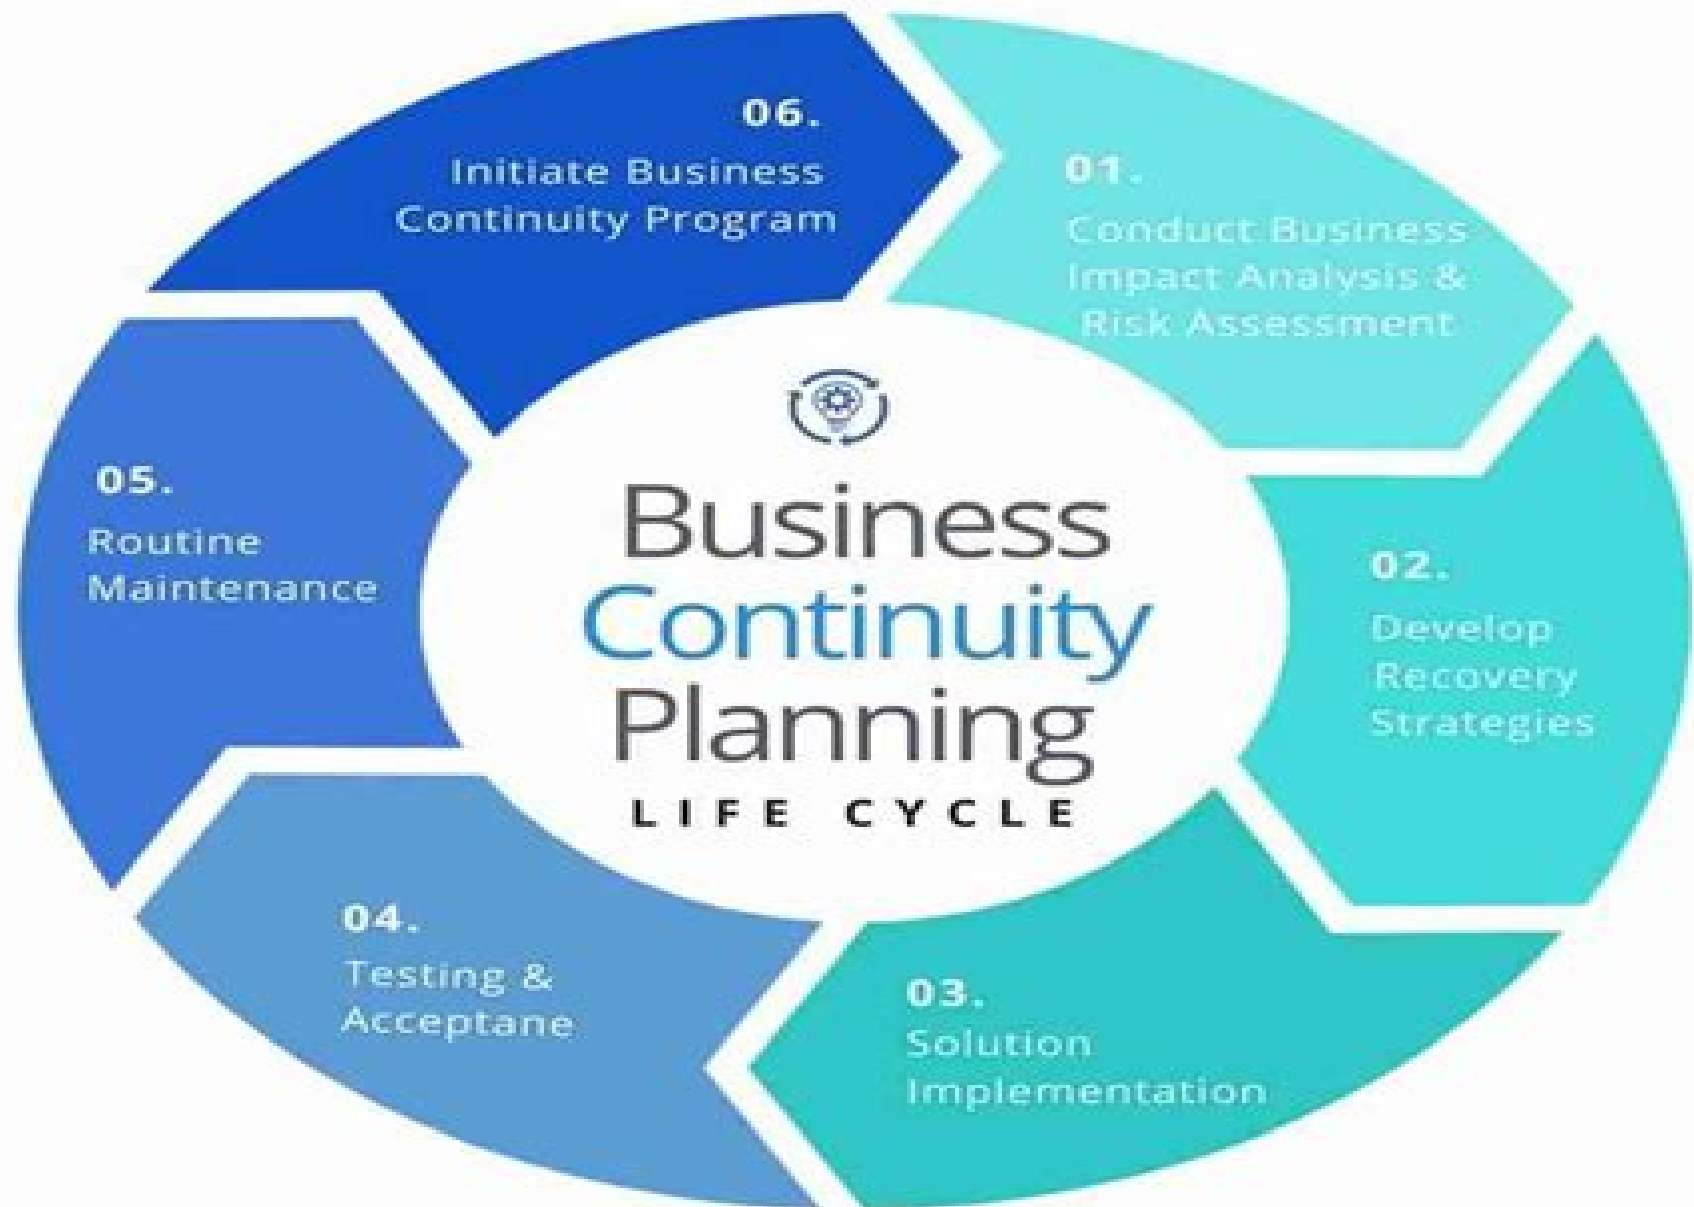 Business
Continuity
Planning
LIFE CYCLE
01.
Conduct Business
Impact Analysis &
Risk Assessment
02.
Develop
Recovery
Strategies
03.
Solution
Implementation
04.
Testing &
Acceptane
05.
Routine
Maintenance
06.
Initiate Business
Continuity Program